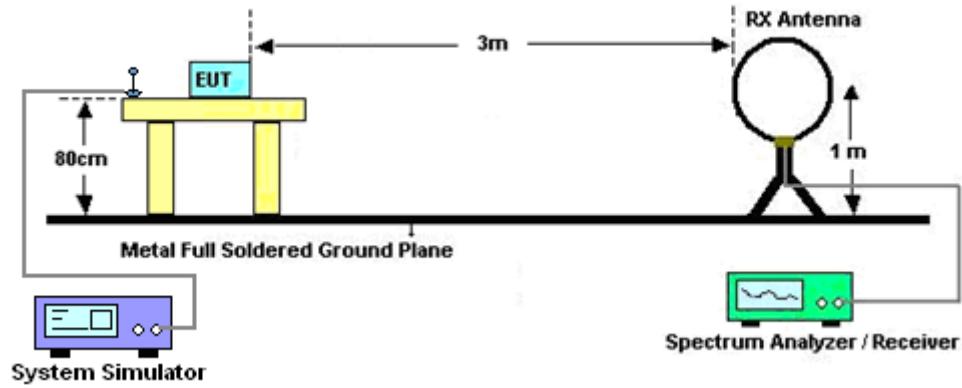 RX Antenna
3m
EUT
80cm
1 m
Metal Full Soldered Ground Plane
Spectrum Analyzer / Receiver
System Simulator